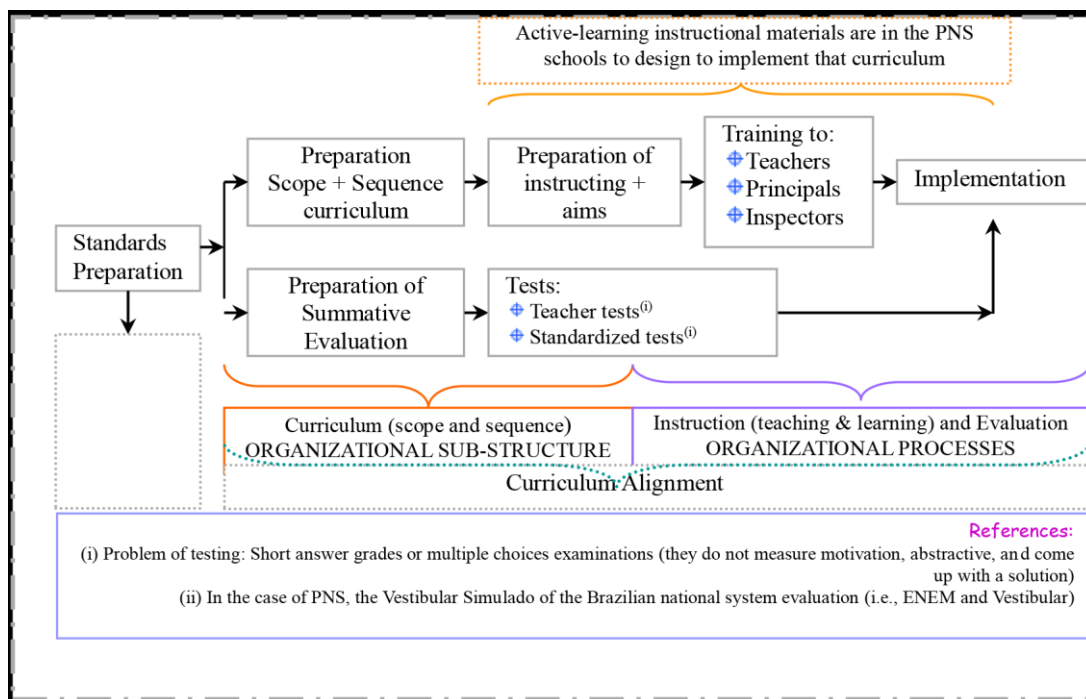 Active-learning instructional materials are in the PNS
schools to design to implement that curriculum
Preparation
Scope + Sequence
curriculum
Preparation of
instructing +
aims
Training to:
Teachers
Principals
Inspectors
Implementation
Standards
Preparation
Preparation of
Summative
Evaluation
Tests:
Teacher tests(i)
Standardized tests(i)
Curriculum (scope and sequence)
ORGANIZATIONAL SUB-STRUCTURE
Instruction (teaching & learning) and Evaluation
ORGANIZATIONAL PROCESSES
Curriculum Alignment
References:
(i) Problem of testing: Short answer grades or multiple choices examinations (they do not measure motivation, abstractive, and come
up with a solution)
(ii) In the case of PNS, the Vestibular Simulado of the Brazilian national system evaluation (i.e., ENEM and Vestibular)